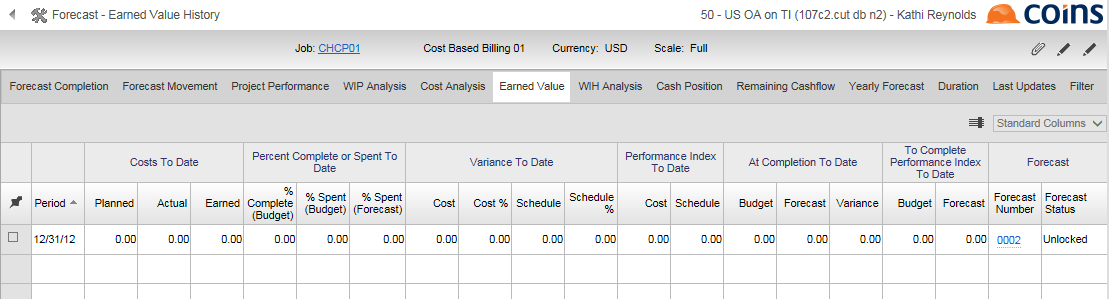 Forecast - Earned Value History
50 - US OA on TI (107c2.cut db n2) - Kathi Reynolds
coins
Job: CHCP01 Cost Based Billing 01 Currency: USD Scale: Full
Forecast Completion Forecast Movement Project Performance WIP Analysis Cost Analysis Earned Value WIH Analysis Cash Position Remaining Cashflow Yearly Forecast Duration Last Updates Filter
Standard Columns
Costs To Date
Percent Complete or Spent To
Date
Variance To Date
Performance Index
To Date
At Completion To Date
To Complete
Performance Index
To Date
Forecast
Period
Planned
Actual
Earned
%
Complete
(Budget)
% Spent
(Budget)
% Spent
(Forecast)
Cost
Cost %
Schedule
Schedule
%
Cost
Schedule
Budget
Forecast
Variance
Budget
Forecast
Forecast
Number
Forecast
Status
12/31/12 0.00 0.00 0.00 0.00 0.00 0.00 0.00 0.00 0.00 0.00 0.00 0.00 0.00 0.00 0.00 0.00 0.00 0002 Unlocked